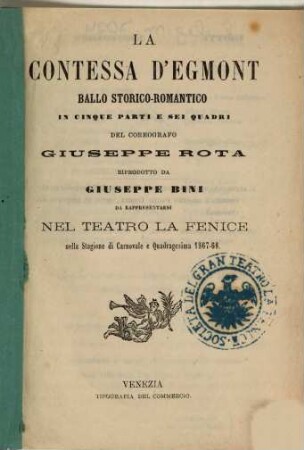 LA
CONTESSA D'EGMONT
BALLO STORICO-ROMANTICO
IN CINQUE PARTI E SEI QUADRI
DEL COREOGRAFO
GIUSEPPE ROTA
RIPRODOTTO DA
GIUSEPPE BINI
DA RAPPRESENTARSI
NEL TEATRO LA FENICE
nella Stagione di Carnovale e Quadragesima 1867-68.
SOCIETA DEL GRAN TEATRO LA FENICE
VENEZIA
TIPOGRAFIA DEL COMMERCIO.